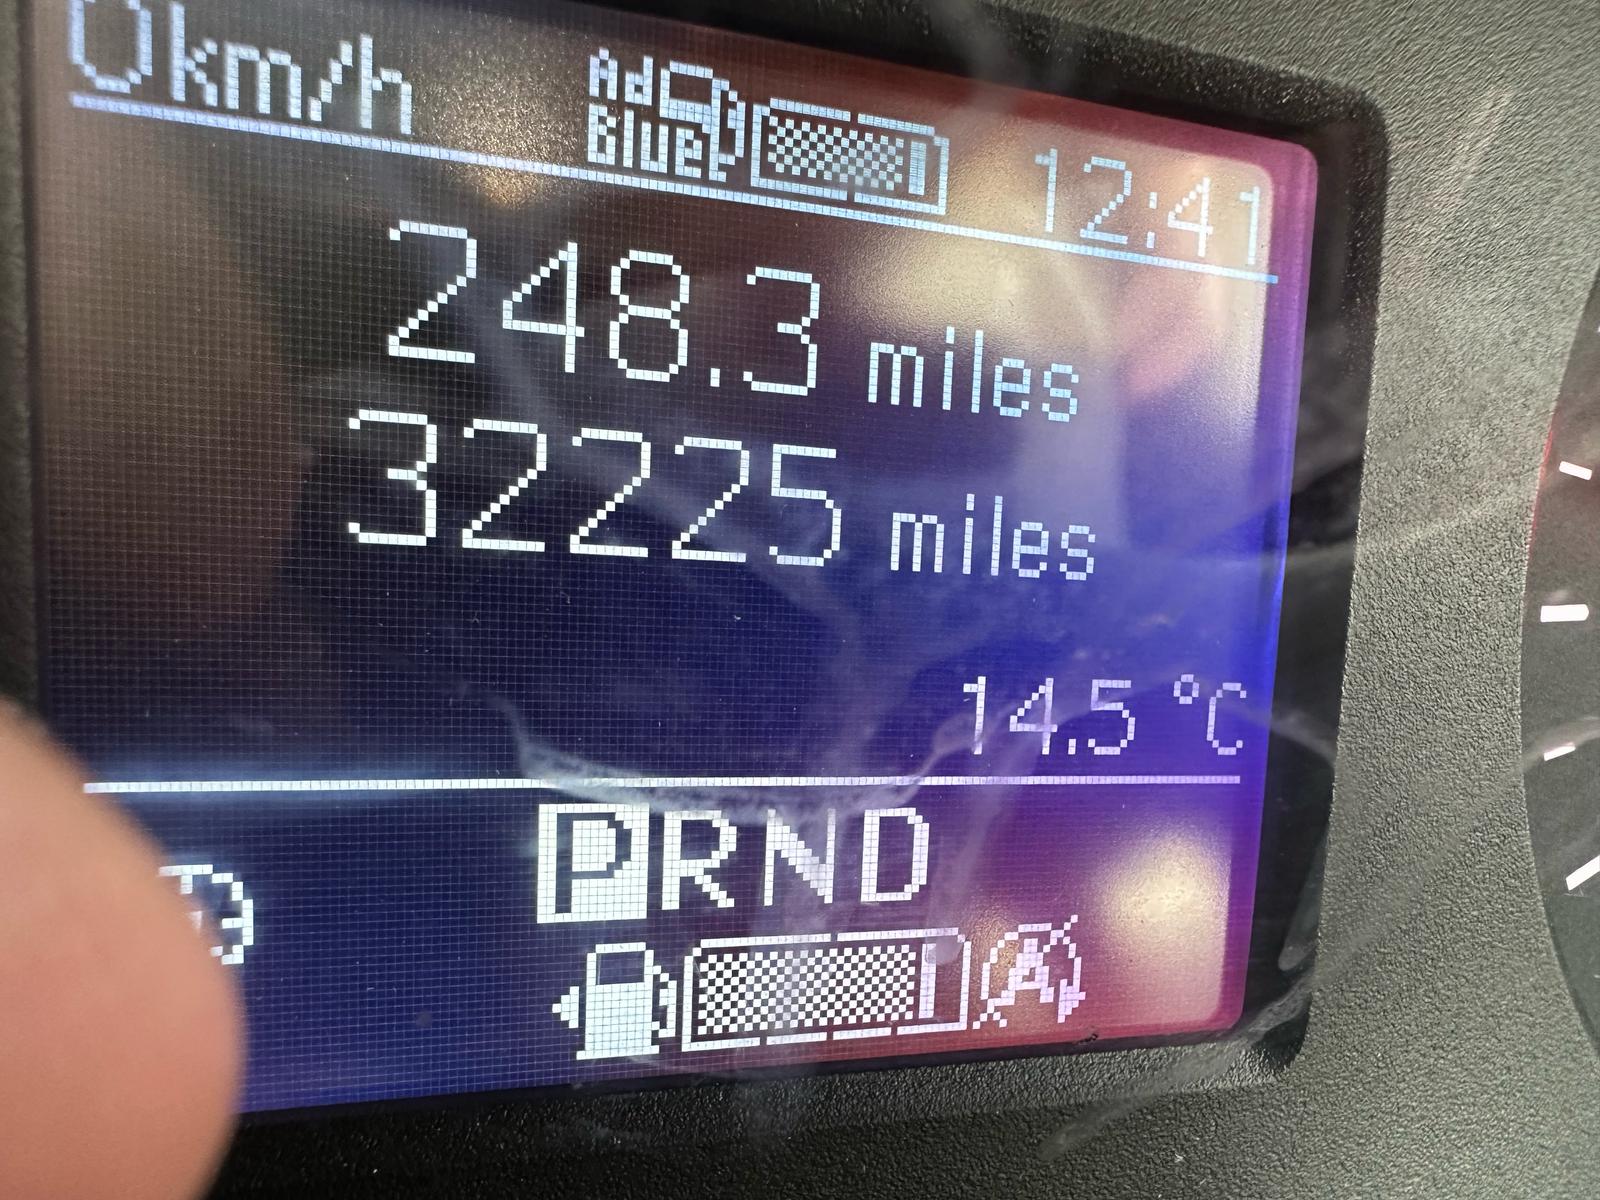 0km/h
Ad
Blue
12:41
248.3 miles
32225 miles
14.5 °C
PRND
A